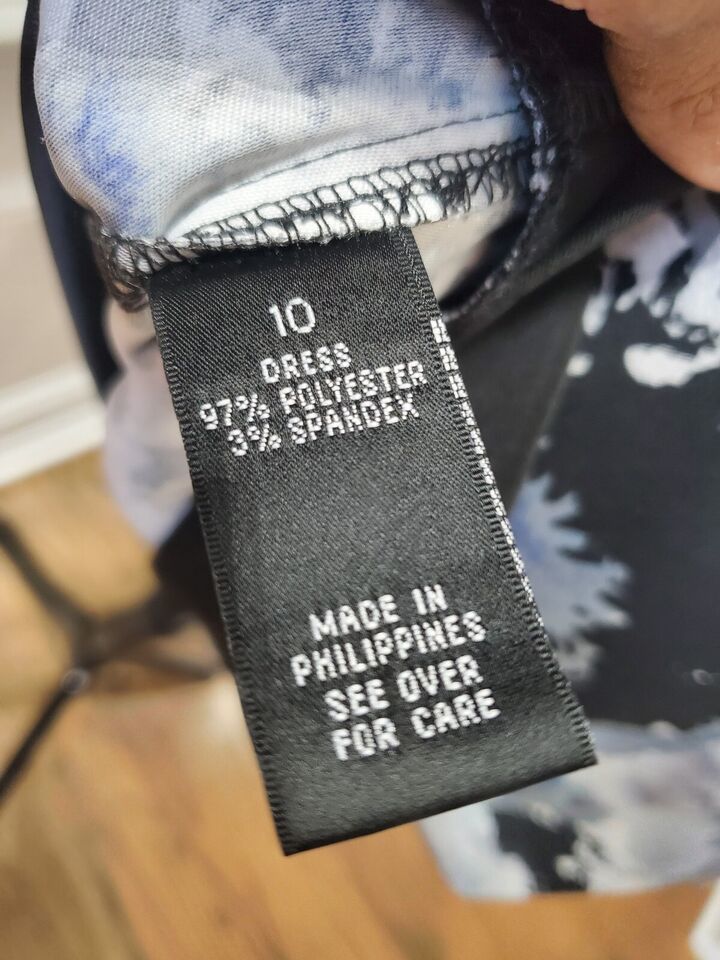 10
DRESS
97% POLYESTER
3% SPANDEX
MADE IN
PHILIPPINES
SEE OVER
FOR CARE